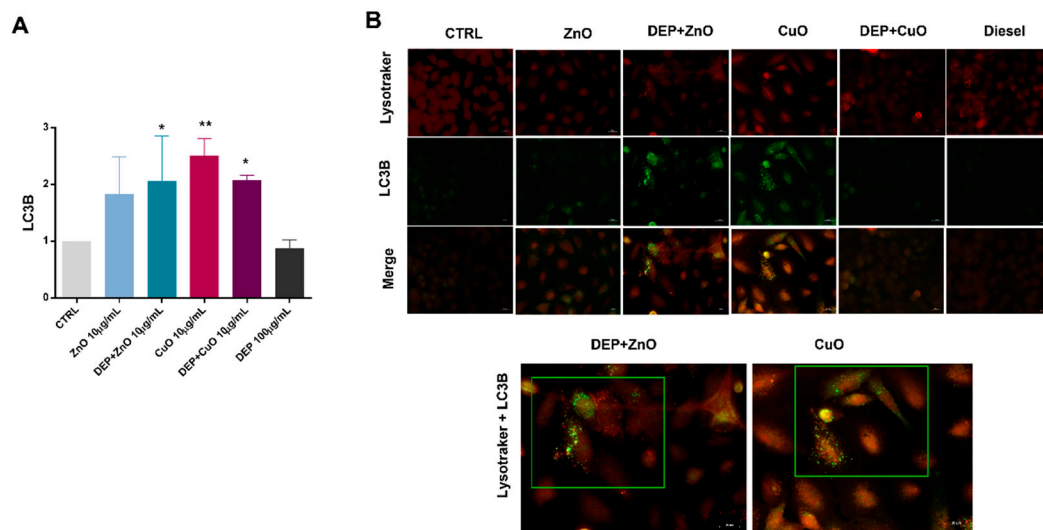 A
LC3B
3
2
1
0
*
**
*
CTRL
ZnO 10µg/mL
DEP+ZnO 10µg/mL
CuO 10µg/mL
DEP+CuO 10µg/mL
DEP 100µg/mL
B
CTRL ZnO DEP+ZnO CuO DEP+CuO Diesel
Lysotraker
LC3B
Merge
DEP+ZnO CuO
Lysotraker + LC3B